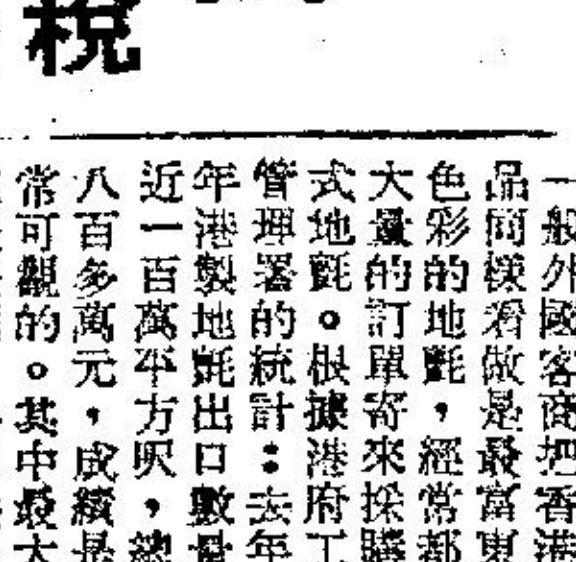 稅
一般外國客商把香港
品同樣看做是最富東
色彩的地氈，經常都
大量的訂單寄來採購
式地氈。根據港府工
管理署的統計：去年
年港製地氈出口數量
近一百萬平方呎，總
八百多萬元，成績是
常可觀的。其中最大